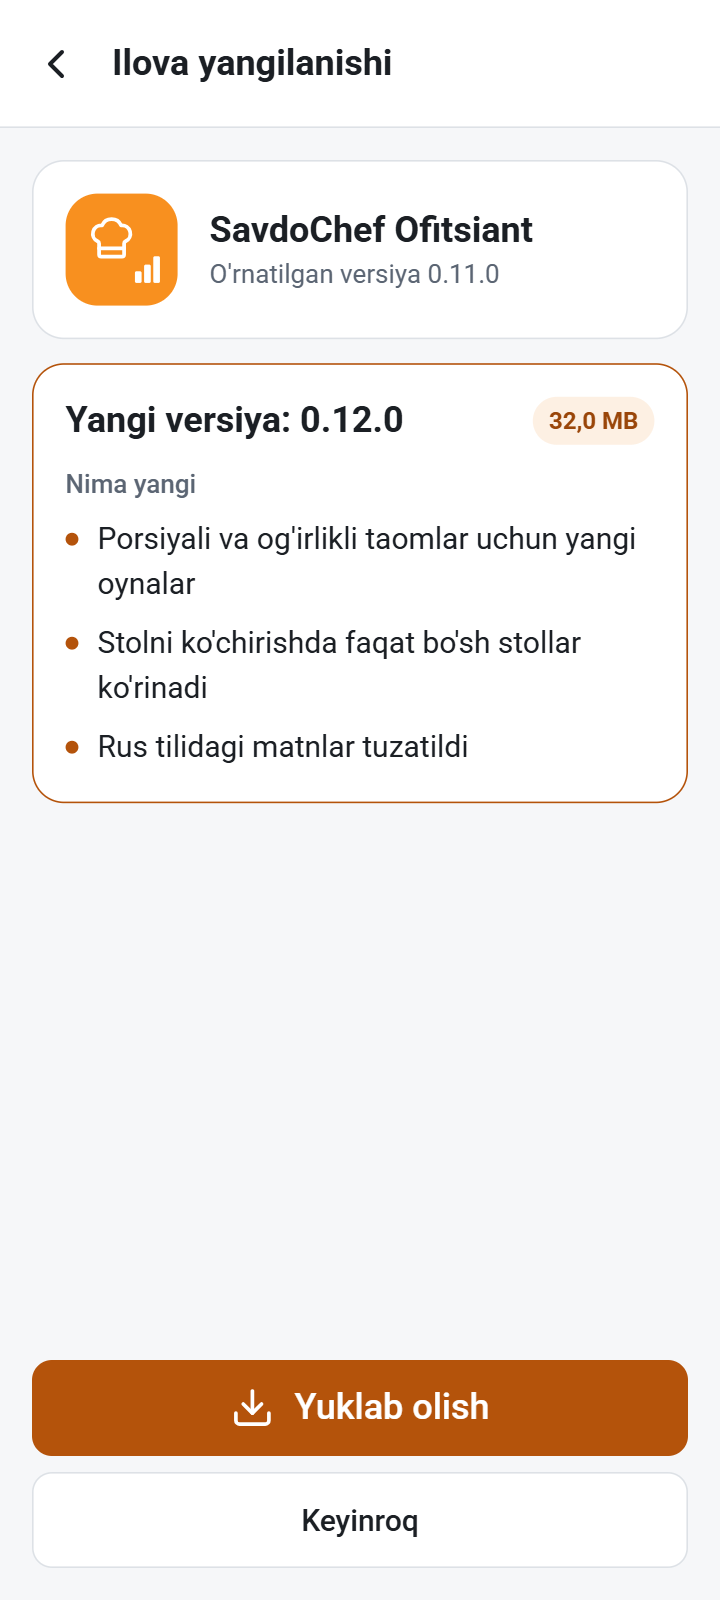 Ilova yangilanishi
SavdoChef Ofitsiant
O'rnatilgan versiya 0.11.0
Yangi versiya: 0.12.0
32,0 MB
Nima yangi
Porsiyali va og'irlikli taomlar uchun yangi
oynalar
Stolni ko'chirishda faqat bo'sh stollar
ko'rinadi
Rus tilidagi matnlar tuzatildi
Yuklab olish
Keyinroq